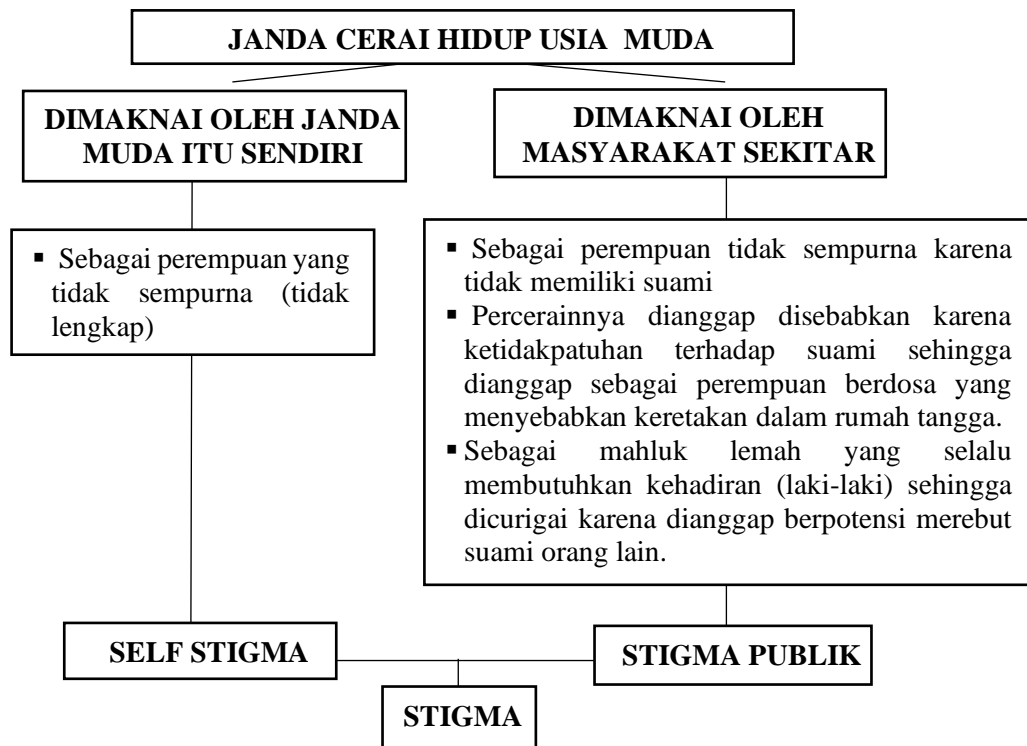 JANDA CERAI HIDUP USIA MUDA
DIMAKNAI OLEH JANDA
MUDA ITU SENDIRI
DIMAKNAI OLEH
MASYARAKAT SEKITAR
▪ Sebagai perempuan yang
tidak sempurna (tidak
lengkap)
▪ Sebagai perempuan tidak sempurna karena
tidak memiliki suami
▪ Percerainnya dianggap disebabkan karena
ketidakpatuhan terhadap suami sehingga
dianggap sebagai perempuan berdosa yang
menyebabkan keretakan dalam rumah tangga.
▪ Sebagai mahluk lemah yang selalu
membutuhkan kehadiran (laki-laki) sehingga
dicurigai karena dianggap berpotensi merebut
suami orang lain.
SELF STIGMA
STIGMA PUBLIK
STIGMA